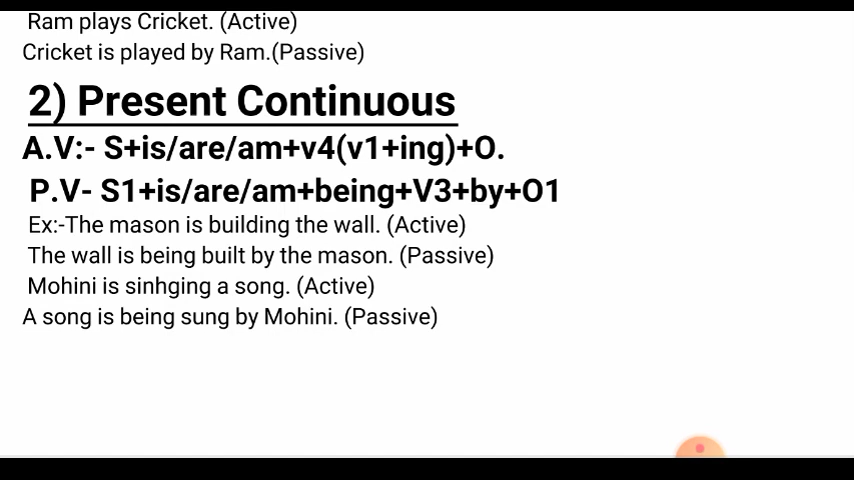 Ram plays Cricket. (Active)
Cricket is played by Ram.(Passive)
2) Present Continuous
A.V:- S+is/are/am+v4(v1+ing)+O.
P.V- S1+is/are/am+being+V3+by+O1
Ex:-The mason is building the wall. (Active)
The wall is being built by the mason. (Passive)
Mohini is sinhging a song. (Active)
A song is being sung by Mohini. (Passive)